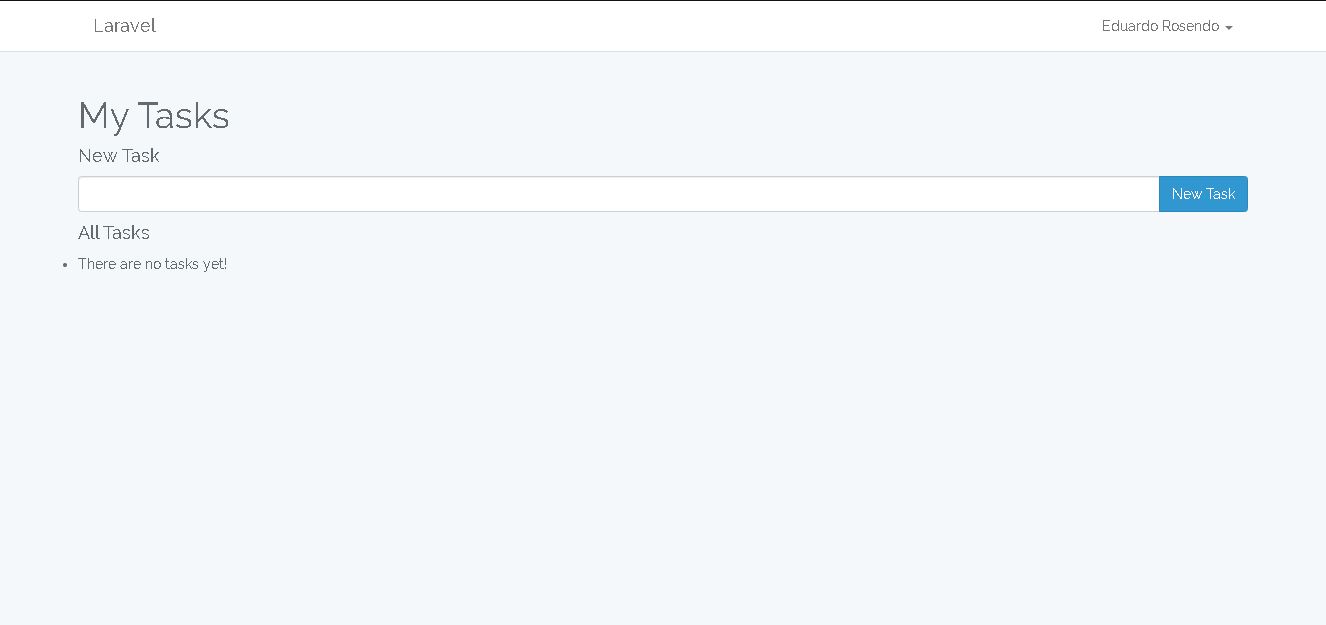 Laravel
Eduardo Rosendo
My Tasks
New Task
New Task
All Tasks
There are no tasks yet!